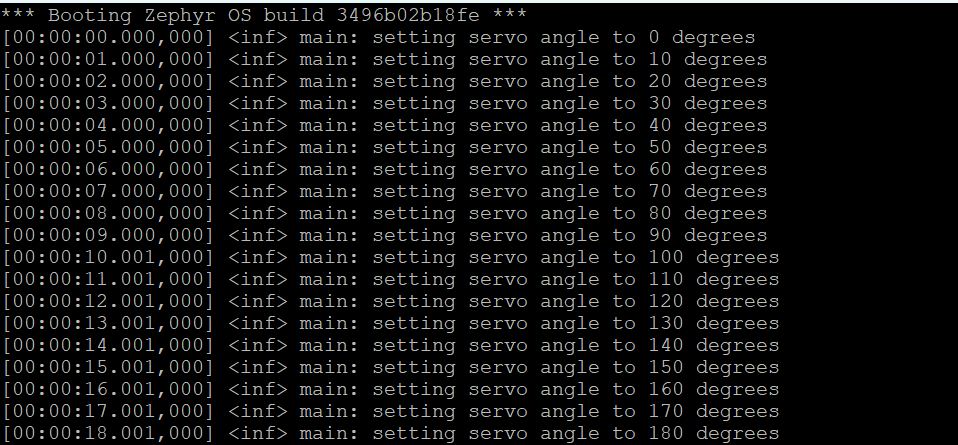 *** Booting Zephyr OS build 3496b02b18fe ***
[00:00:00.000,000] <inf> main: setting servo angle to 0 degrees
[00:00:01.000,000] <inf> main: setting servo angle to 10 degrees
[00:00:02.000,000] <inf> main: setting servo angle to 20 degrees
[00:00:03.000,000] <inf> main: setting servo angle to 30 degrees
[00:00:04.000,000] <inf> main: setting servo angle to 40 degrees
[00:00:05.000,000] <inf> main: setting servo angle to 50 degrees
[00:00:06.000,000] <inf> main: setting servo angle to 60 degrees
[00:00:07.000,000] <inf> main: setting servo angle to 70 degrees
[00:00:08.000,000] <inf> main: setting servo angle to 80 degrees
[00:00:09.000,000] <inf> main: setting servo angle to 90 degrees
[00:00:10.001,000] <inf> main: setting servo angle to 100 degrees
[00:00:11.001,000] <inf> main: setting servo angle to 110 degrees
[00:00:12.001,000] <inf> main: setting servo angle to 120 degrees
[00:00:13.001,000] <inf> main: setting servo angle to 130 degrees
[00:00:14.001,000] <inf> main: setting servo angle to 140 degrees
[00:00:15.001,000] <inf> main: setting servo angle to 150 degrees
[00:00:16.001,000] <inf> main: setting servo angle to 160 degrees
[00:00:17.001,000] <inf> main: setting servo angle to 170 degrees
[00:00:18.001,000] <inf> main: setting servo angle to 180 degrees